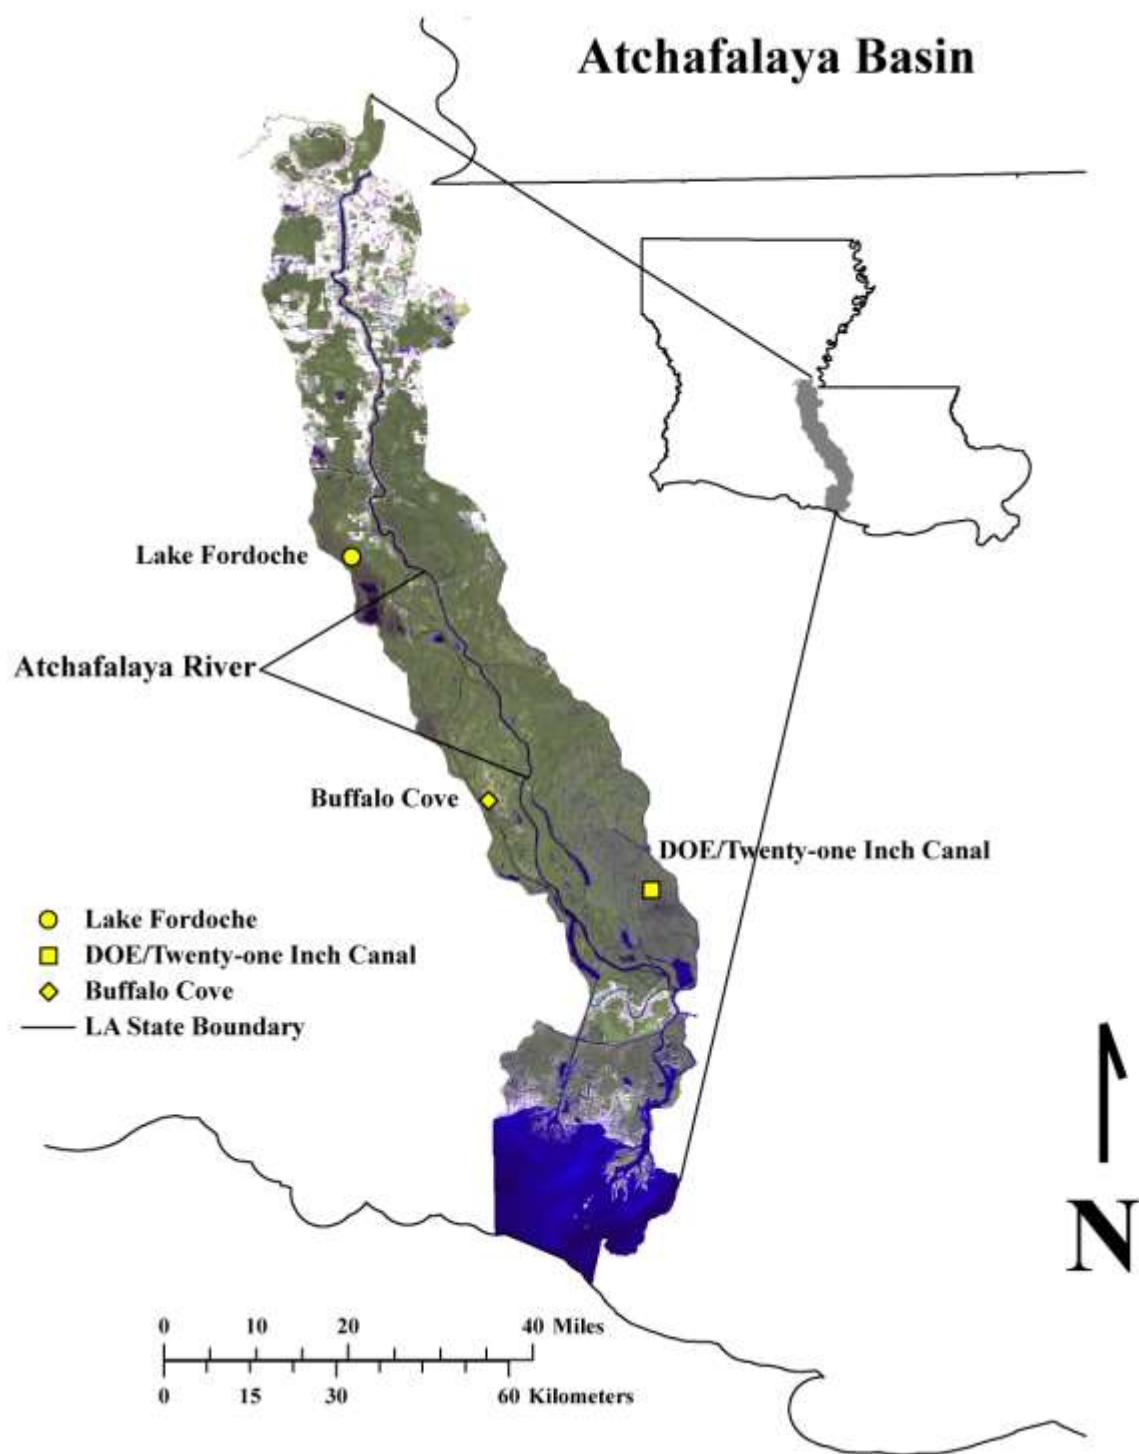 Atchafalaya Basin
Lake Fordoche
Atchafalaya River
Buffalo Cove
DOE/Twenty-one Inch Canal
Lake Fordoche
DOE/Twenty-one Inch Canal
Buffalo Cove
LA State Boundary
N
0 10 20 40 Miles
0 15 30 60 Kilometers